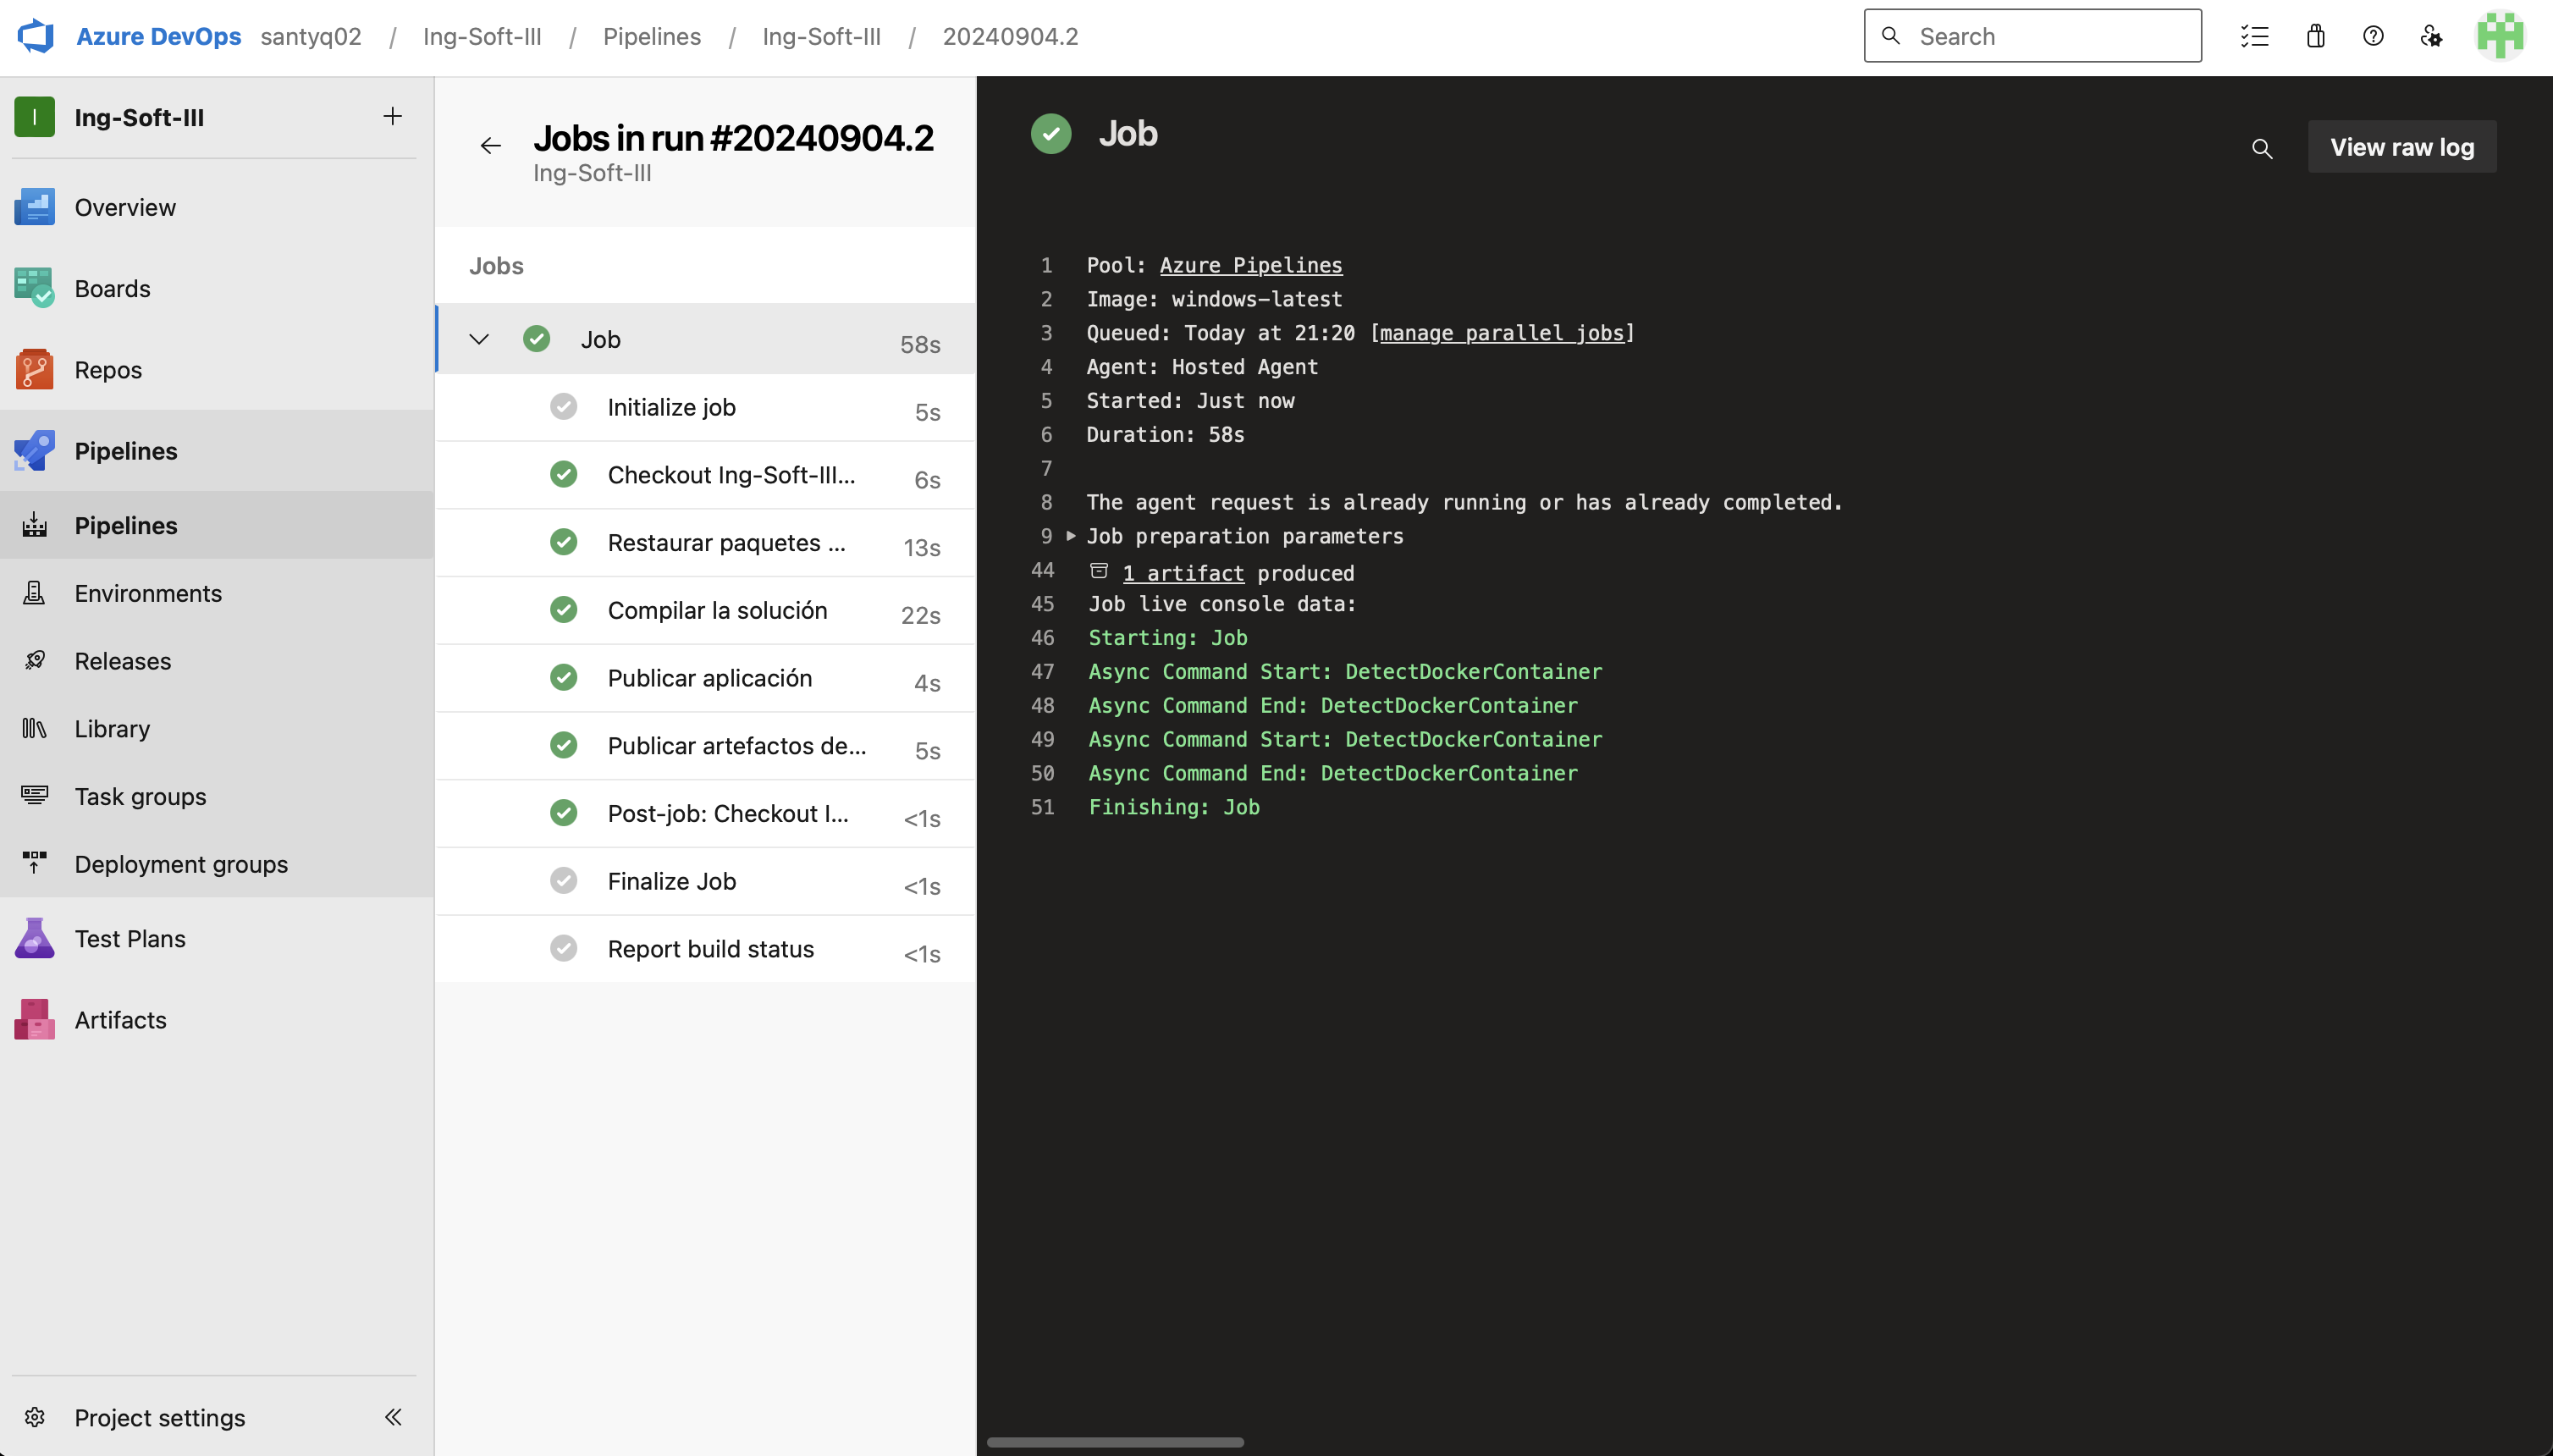 Azure DevOps santyq02 / Ing-Soft-III / Pipelines / Ing-Soft-III / 20240904.2
Search
I Ing-Soft-III
Overview
Boards
Repos
Pipelines
Pipelines
Environments
Releases
Library
Task groups
Deployment groups
Test Plans
Artifacts
Project settings
Jobs in run #20240904.2
Ing-Soft-III
Jobs
Job 58s
Initialize job 5s
Checkout Ing-Soft-III... 6s
Restaurar paquetes ... 13s
Compilar la solución 22s
Publicar aplicación 4s
Publicar artefactos de... 5s
Post-job: Checkout I... <1s
Finalize Job <1s
Report build status <1s
Job
View raw log
1 Pool: Azure Pipelines
2 Image: windows-latest
3 Queued: Today at 21:20 [manage parallel jobs]
4 Agent: Hosted Agent
5 Started: Just now
6 Duration: 58s
7
8 The agent request is already running or has already completed.
9 Job preparation parameters
44 1 artifact produced
45 Job live console data:
46 Starting: Job
47 Async Command Start: DetectDockerContainer
48 Async Command End: DetectDockerContainer
49 Async Command Start: DetectDockerContainer
50 Async Command End: DetectDockerContainer
51 Finishing: Job